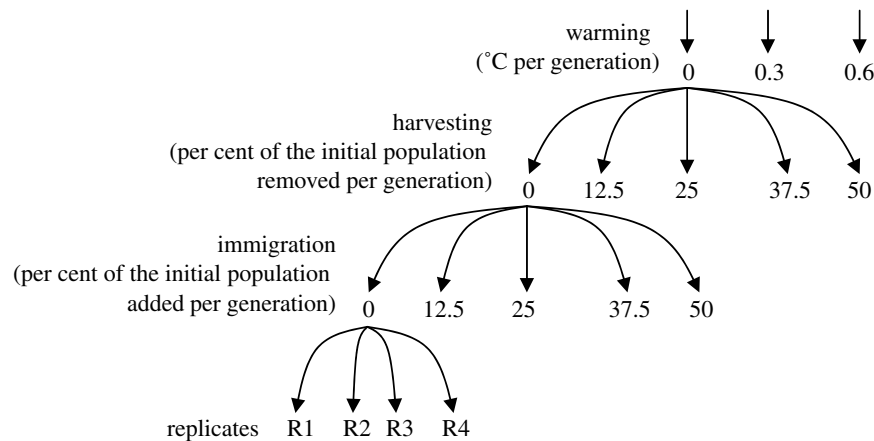 warming
(˚C per generation)
0 0.3 0.6
harvesting
(per cent of the initial population
removed per generation)
0 12.5 25 37.5 50
immigration
(per cent of the initial population
added per generation)
0 12.5 25 37.5 50
replicates R1 R2 R3 R4